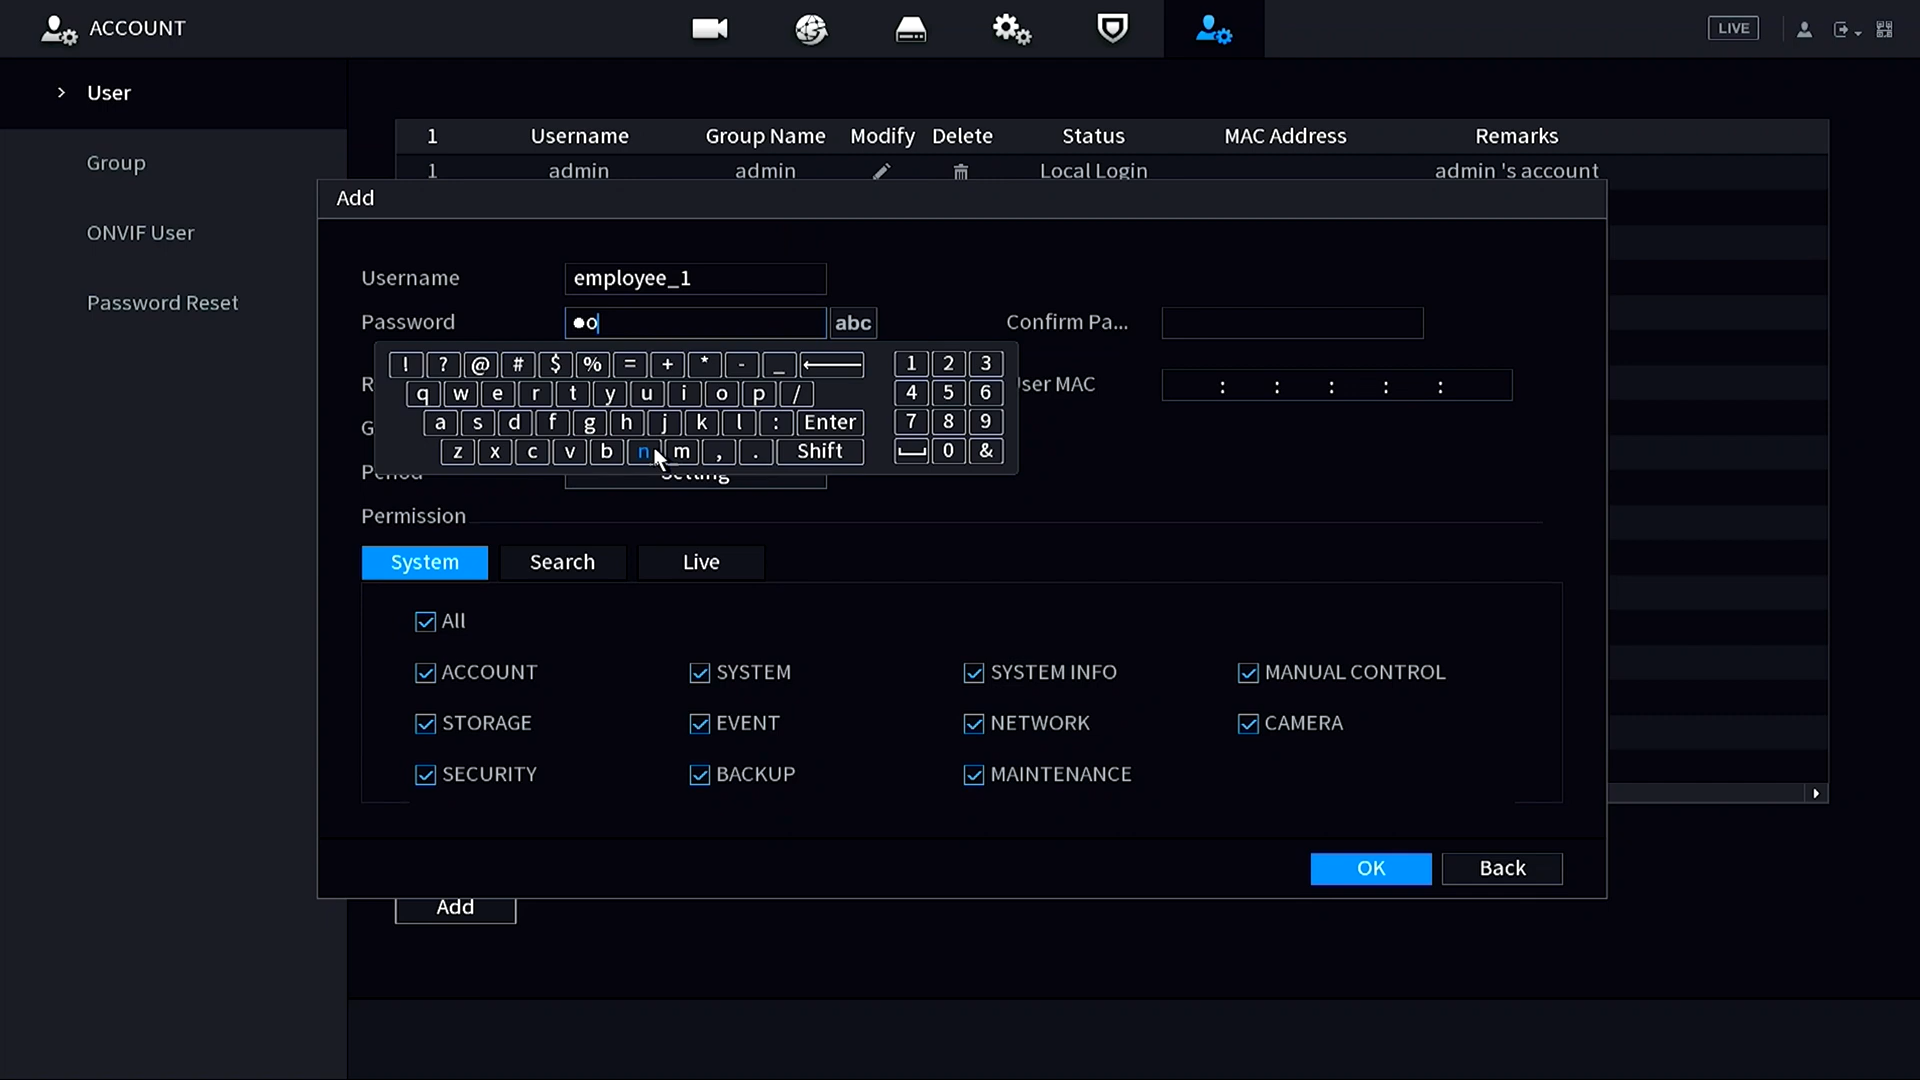 ACCOUNT
LIVE
User
Group
ONVIF User
Password Reset
1 Username Group Name Modify Delete Status MAC Address Remarks
1 admin admin Local Login admin 's account
Add
Username employee_1
Password ●o abc Confirm Pa...
! ? @ # $ % = + * - _ 1 2 3
q w e r t y u i o p / 4 5 6
a s d f g h j k l : Enter 7 8 9
z x c v b n m , . Shift 0 &
R
User MAC : : : : :
G
Period Setting
Permission
System Search Live
All
ACCOUNT SYSTEM SYSTEM INFO MANUAL CONTROL
STORAGE EVENT NETWORK CAMERA
SECURITY BACKUP MAINTENANCE
OK Back
Add